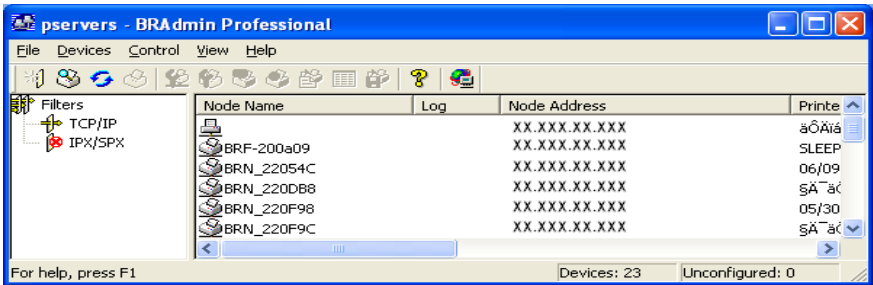 pservers - BRAdmin Professional
File Devices Control View Help
Filters
TCP/IP
IPX/SPX
Node Name Log Node Address Printe
XX.XXX.XX.XXX äÔÄïá
BRF-200a09 XX.XXX.XX.XXX SLEEP
BRN_22054C XX.XXX.XX.XXX 06/09
BRN_220DB8 XX.XXX.XX.XXX §Ä¯äÓ
BRN_220F98 XX.XXX.XX.XXX 05/30
BRN_220F9C XX.XXX.XX.XXX
For help, press F1 Devices: 23 Unconfigured: 0